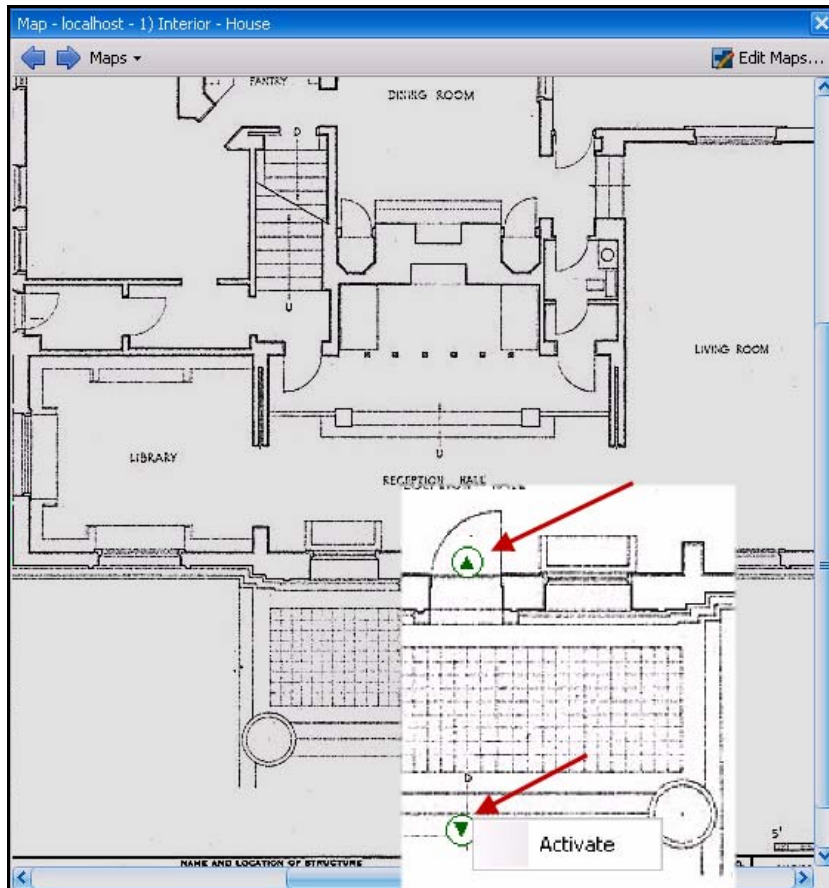 Map - localhost - 1) Interior - House
Maps
Edit Maps...
PANTRY
DINING ROOM
D
U
LIVING ROOM
LIBRARY
U
RECEPTION HALL
D
Activate
5'
NAME AND LOCATION OF STRUCTURE